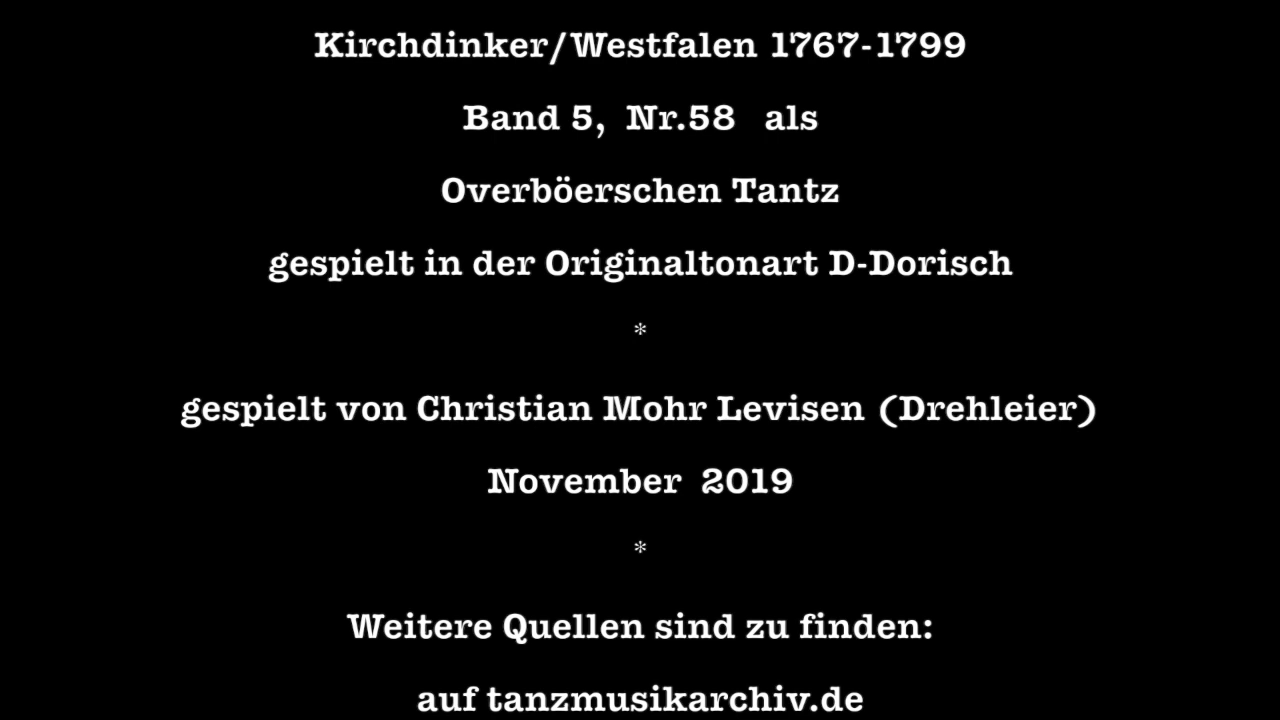 Kirchdinker/Westfalen 1767-1799
Band 5, Nr.58 als
Overböerschen Tantz
gespielt in der Originaltonart D-Dorisch
*
gespielt von Christian Mohr Levisen (Drehleier)
November 2019
*
Weitere Quellen sind zu finden:
auf tanzmusikarchiv.de